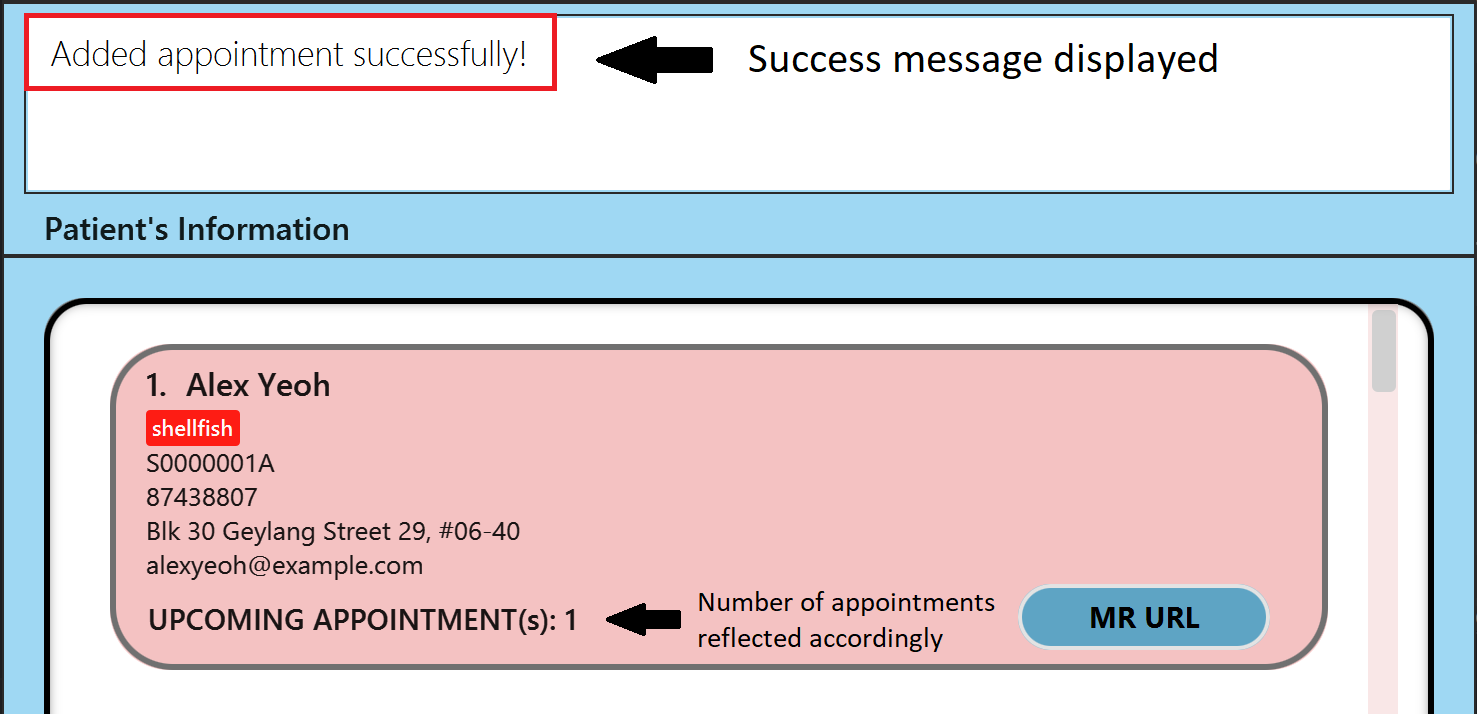 Added appointment successfully!
Success message displayed
Patient's Information
1. Alex Yeoh
shellfish
S0000001A
87438807
Blk 30 Geylang Street 29, #06-40
alexyeoh@example.com
UPCOMING APPOINTMENT(s): 1
Number of appointments
reflected accordingly
MR URL